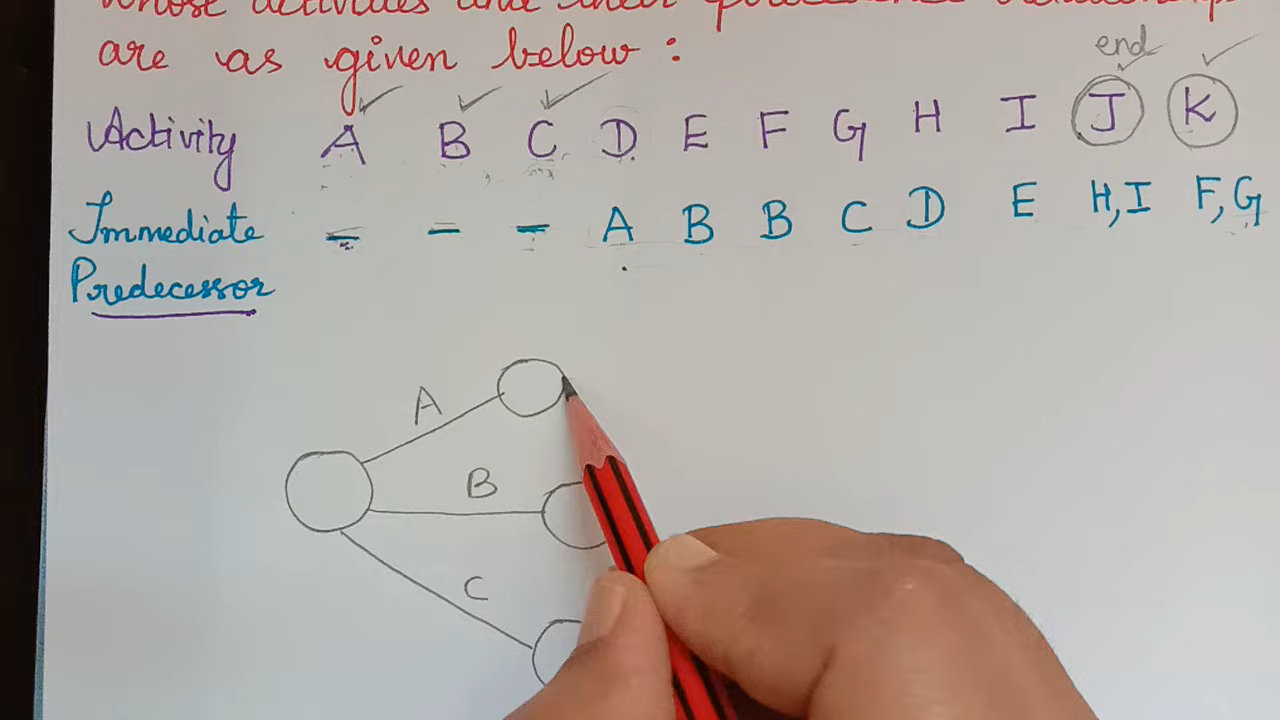 are as given below :
end
Activity A B C D E F G H I J K
Immediate - - - A B B C D E H,I F,G
Predecessor
A
B
C